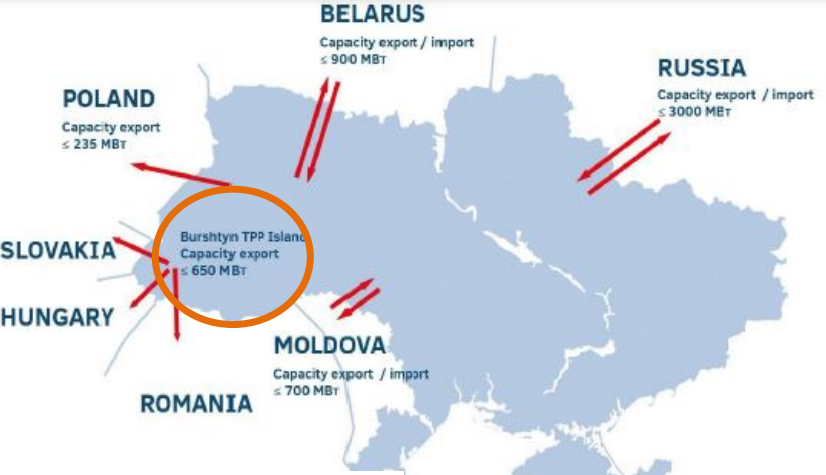 BELARUS
Capacity export / import
≤ 900 МВт
RUSSIA
Capacity export / import
≤ 3000 МВт
POLAND
Capacity export
≤ 235 МВт
Burshtyn TPP Island
Capacity export
≤ 650 МВт
SLOVAKIA
HUNGARY
MOLDOVA
Capacity export / import
≤ 700 МВт
ROMANIA